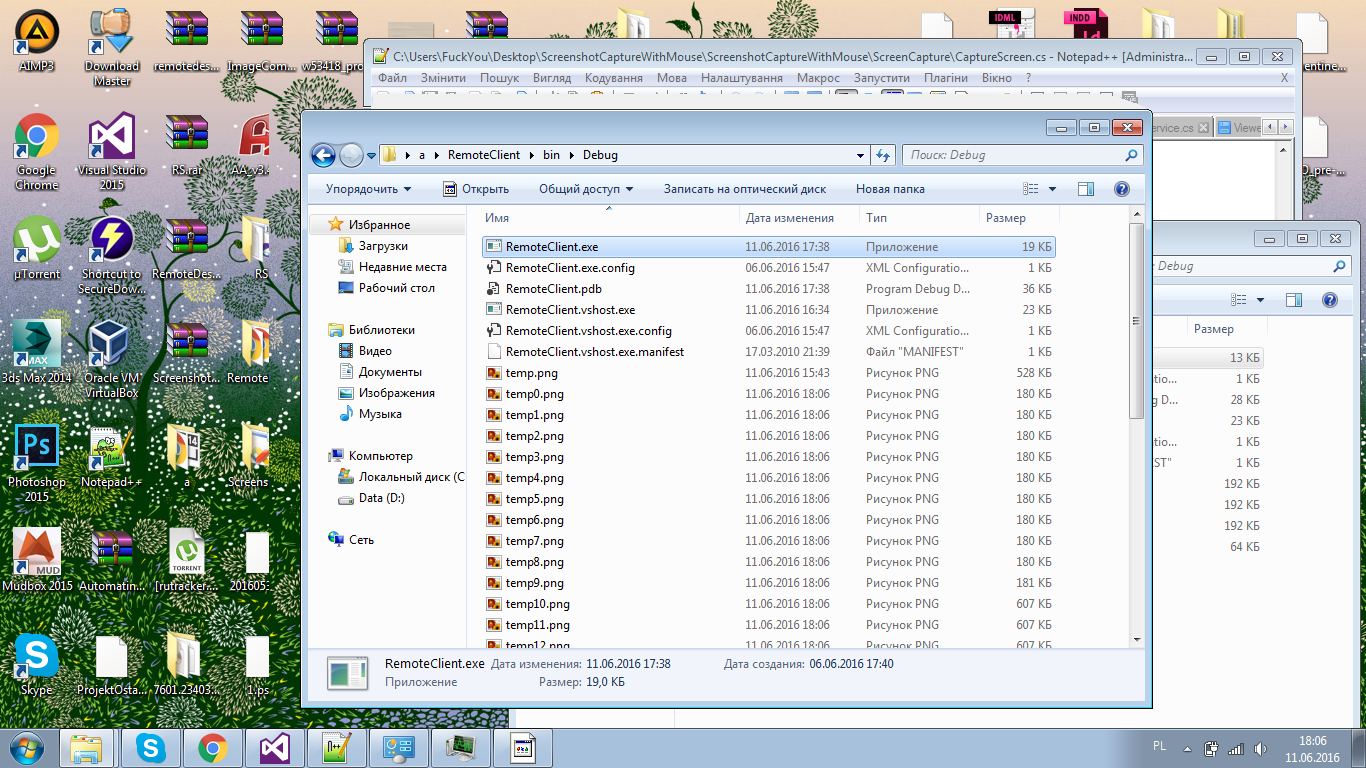 AIMP3
Download
Master
remotedes...
ImageCom...
w53418_pro
C:\Users\FuckYou\Desktop\ScreenshotCaptureWithMouse\ScreenshotCaptureWithMouse\ScreenCapture\CaptureScreen.cs - Notepad++ [Administra...
Файл Змінити Пошук Вигляд Кодування Мова Налаштування Макрос Запустити Плагіни Вікно ? X
IDML
INDD
Google
Chrome
Visual Studio
2015
RS.rar
AA_v3.
µTorrent
Shortcut to
SecureDow...
RemoteDes...
RS
MAX
3ds Max 2014
Oracle VM
VirtualBox
Screenshot...
Remote
Ps
Photoshop
2015
Notepad++
a
Screens
MUD
Mudbox 2015
Automatin...
TORRENT
[rutracker...
201605
Skype
ProjektOsta...
7601.23403...
1.ps
a RemoteClient bin Debug
Поиск: Debug
Упорядочить Открыть Общий доступ Записать на оптический диск Новая папка
Избранное
Загрузки
Недавние места
Рабочий стол
Библиотеки
Видео
Документы
Изображения
Музыка
Компьютер
Локальный диск (C
Data (D:)
Сеть
Имя Дата изменения Тип Размер
RemoteClient.exe 11.06.2016 17:38 Приложение 19 КБ
RemoteClient.exe.config 06.06.2016 15:47 XML Configuratio... 1 КБ
RemoteClient.pdb 11.06.2016 17:38 Program Debug D... 36 КБ
RemoteClient.vshost.exe 11.06.2016 16:34 Приложение 23 КБ
RemoteClient.vshost.exe.config 06.06.2016 15:47 XML Configuratio... 1 КБ
RemoteClient.vshost.exe.manifest 17.03.2010 21:39 Файл "MANIFEST" 1 КБ
temp.png 11.06.2016 15:43 Рисунок PNG 528 КБ
temp0.png 11.06.2016 18:06 Рисунок PNG 180 КБ
temp1.png 11.06.2016 18:06 Рисунок PNG 180 КБ
temp2.png 11.06.2016 18:06 Рисунок PNG 180 КБ
temp3.png 11.06.2016 18:06 Рисунок PNG 180 КБ
temp4.png 11.06.2016 18:06 Рисунок PNG 180 КБ
temp5.png 11.06.2016 18:06 Рисунок PNG 180 КБ
temp6.png 11.06.2016 18:06 Рисунок PNG 180 КБ
temp7.png 11.06.2016 18:06 Рисунок PNG 180 КБ
temp8.png 11.06.2016 18:06 Рисунок PNG 180 КБ
temp9.png 11.06.2016 18:06 Рисунок PNG 181 КБ
temp10.png 11.06.2016 18:06 Рисунок PNG 607 КБ
temp11.png 11.06.2016 18:06 Рисунок PNG 607 КБ
temp12.png 11.06.2016 18:06 Рисунок PNG 607 КБ
RemoteClient.exe Дата изменения: 11.06.2016 17:38 Дата создания: 06.06.2016 17:40
Приложение Размер: 19,0 КБ
ervice.cs Viewe
entine...
O_pre-...
Debug
Размер
13 КБ
atio... 1 КБ
g D... 28 КБ
23 КБ
atio... 1 КБ
EST" 1 КБ
192 КБ
192 КБ
192 КБ
64 КБ
PL
18:06
11.06.2016